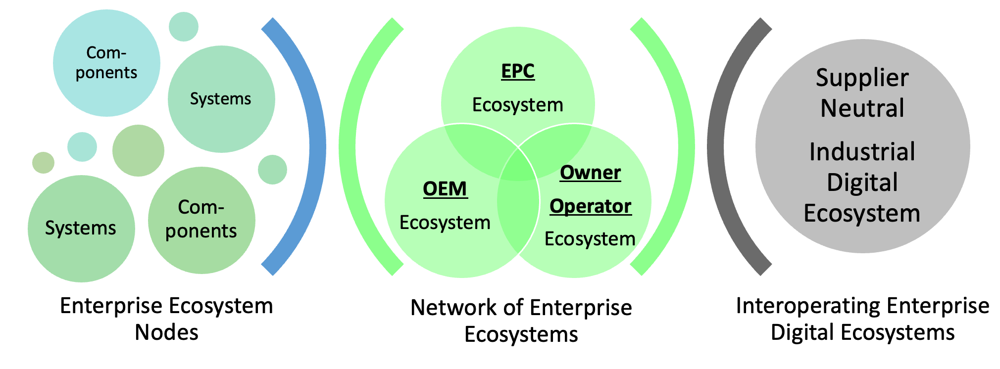 Com-
ponents
Systems
Systems
Com-
ponents
Enterprise Ecosystem
Nodes
EPC
Ecosystem
OEM
Ecosystem
Owner
Operator
Ecosystem
Network of Enterprise
Ecosystems
Supplier
Neutral
Industrial
Digital
Ecosystem
Interoperating Enterprise
Digital Ecosystems